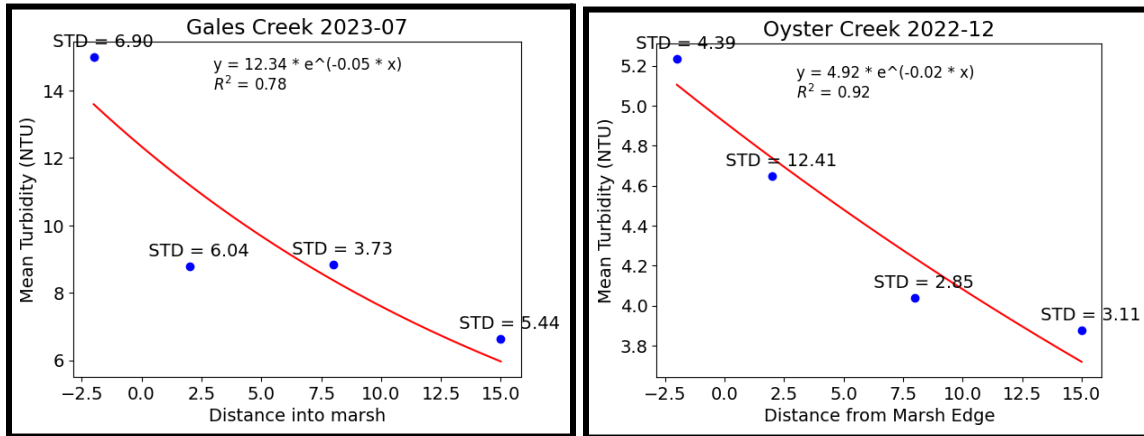 Gales Creek 2023-07
STD = 6.90
y = 12.34 * e^(-0.05 * x)
R^2 = 0.78
14
12
10
8
6
STD = 6.04
STD = 3.73
STD = 5.44
Mean Turbidity (NTU)
−2.5 0.0 2.5 5.0 7.5 10.0 12.5 15.0
Distance into marsh
Oyster Creek 2022-12
STD = 4.39
y = 4.92 * e^(-0.02 * x)
R^2 = 0.92
5.2
5.0
4.8
4.6
4.4
4.2
4.0
3.8
STD = 12.41
STD = 2.85
STD = 3.11
Mean Turbidity (NTU)
−2.5 0.0 2.5 5.0 7.5 10.0 12.5 15.0
Distance from Marsh Edge